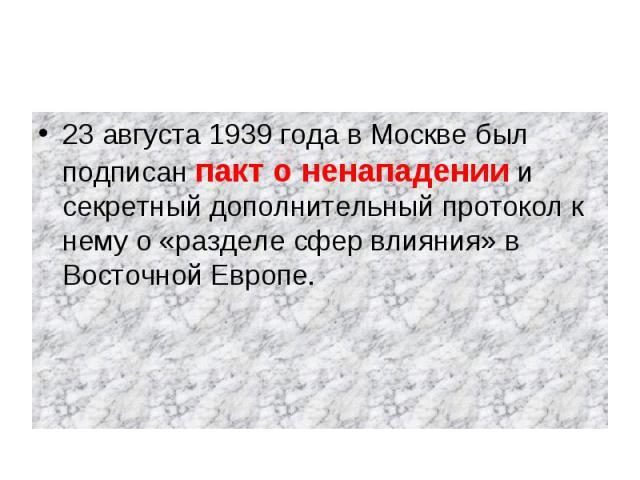 • 23 августа 1939 года в Москве был
подписан пакт о ненападении и
секретный дополнительный протокол к
нему о «разделе сфер влияния» в
Восточной Европе.